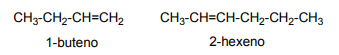 CH₃-CH₂-CH=CH₂ CH₃-CH=CH-CH₂-CH₂-CH₃
1-buteno 2-hexeno